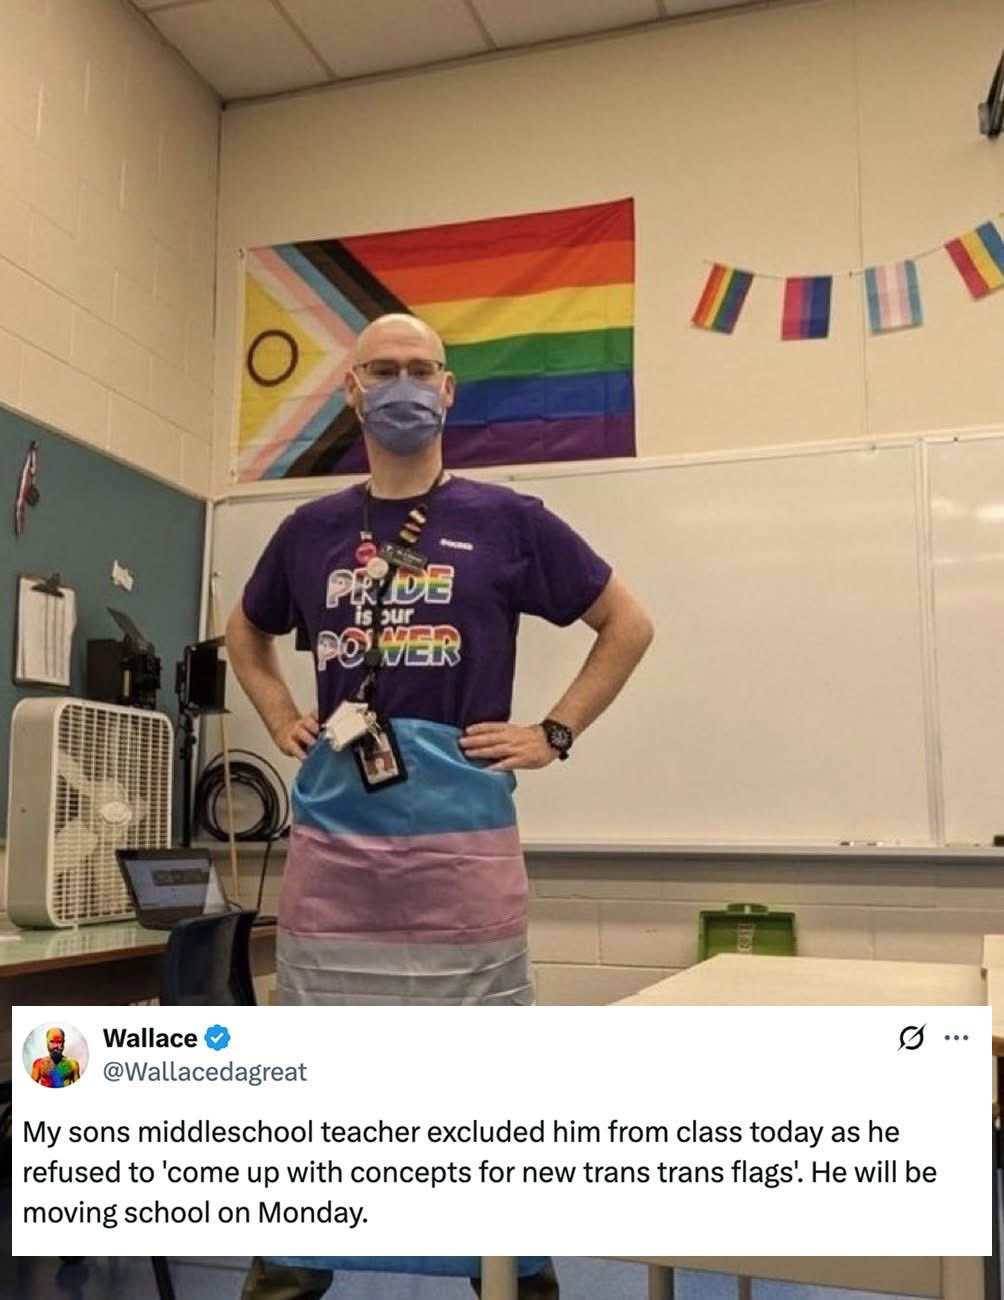 PRIDE
is our
POWER
Wallace
@Wallacedagreat
My sons middleschool teacher excluded him from class today as he
refused to 'come up with concepts for new trans trans flags'. He will be
moving school on Monday.